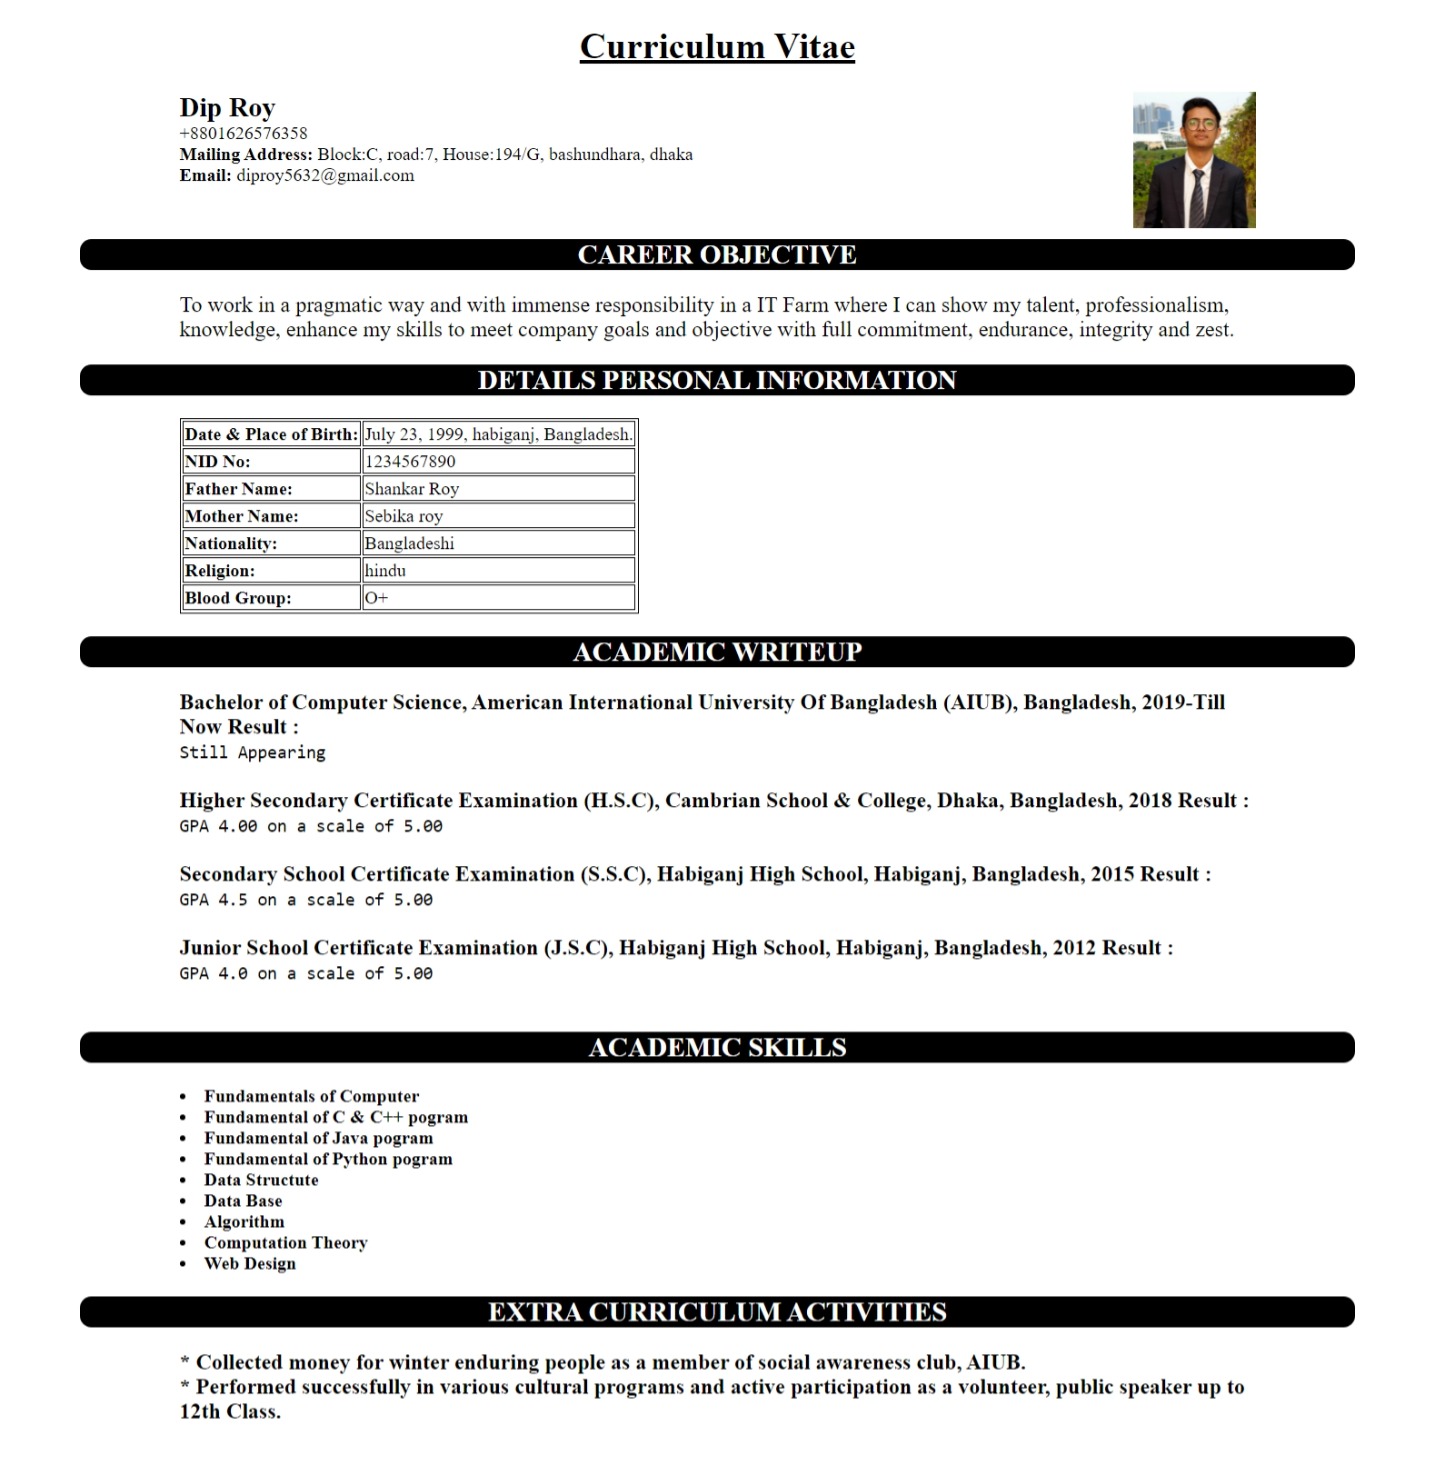 Curriculum Vitae
Dip Roy
+8801626576358
Mailing Address: Block:C, road:7, House:194/G, bashundhara, dhaka
Email: diproy5632@gmail.com
CAREER OBJECTIVE
To work in a pragmatic way and with immense responsibility in a IT Farm where I can show my talent, professionalism,
knowledge, enhance my skills to meet company goals and objective with full commitment, endurance, integrity and zest.
DETAILS PERSONAL INFORMATION
Date & Place of Birth: July 23, 1999, habiganj, Bangladesh.
NID No: 1234567890
Father Name: Shankar Roy
Mother Name: Sebika roy
Nationality: Bangladeshi
Religion: hindu
Blood Group: O+
ACADEMIC WRITEUP
Bachelor of Computer Science, American International University Of Bangladesh (AIUB), Bangladesh, 2019-Till
Now Result :
Still Appearing
Higher Secondary Certificate Examination (H.S.C), Cambrian School & College, Dhaka, Bangladesh, 2018 Result :
GPA 4.00 on a scale of 5.00
Secondary School Certificate Examination (S.S.C), Habiganj High School, Habiganj, Bangladesh, 2015 Result :
GPA 4.5 on a scale of 5.00
Junior School Certificate Examination (J.S.C), Habiganj High School, Habiganj, Bangladesh, 2012 Result :
GPA 4.0 on a scale of 5.00
ACADEMIC SKILLS
• Fundamentals of Computer
• Fundamental of C & C++ pogram
• Fundamental of Java pogram
• Fundamental of Python pogram
• Data Structute
• Data Base
• Algorithm
• Computation Theory
• Web Design
EXTRA CURRICULUM ACTIVITIES
* Collected money for winter enduring people as a member of social awareness club, AIUB.
* Performed successfully in various cultural programs and active participation as a volunteer, public speaker up to
12th Class.